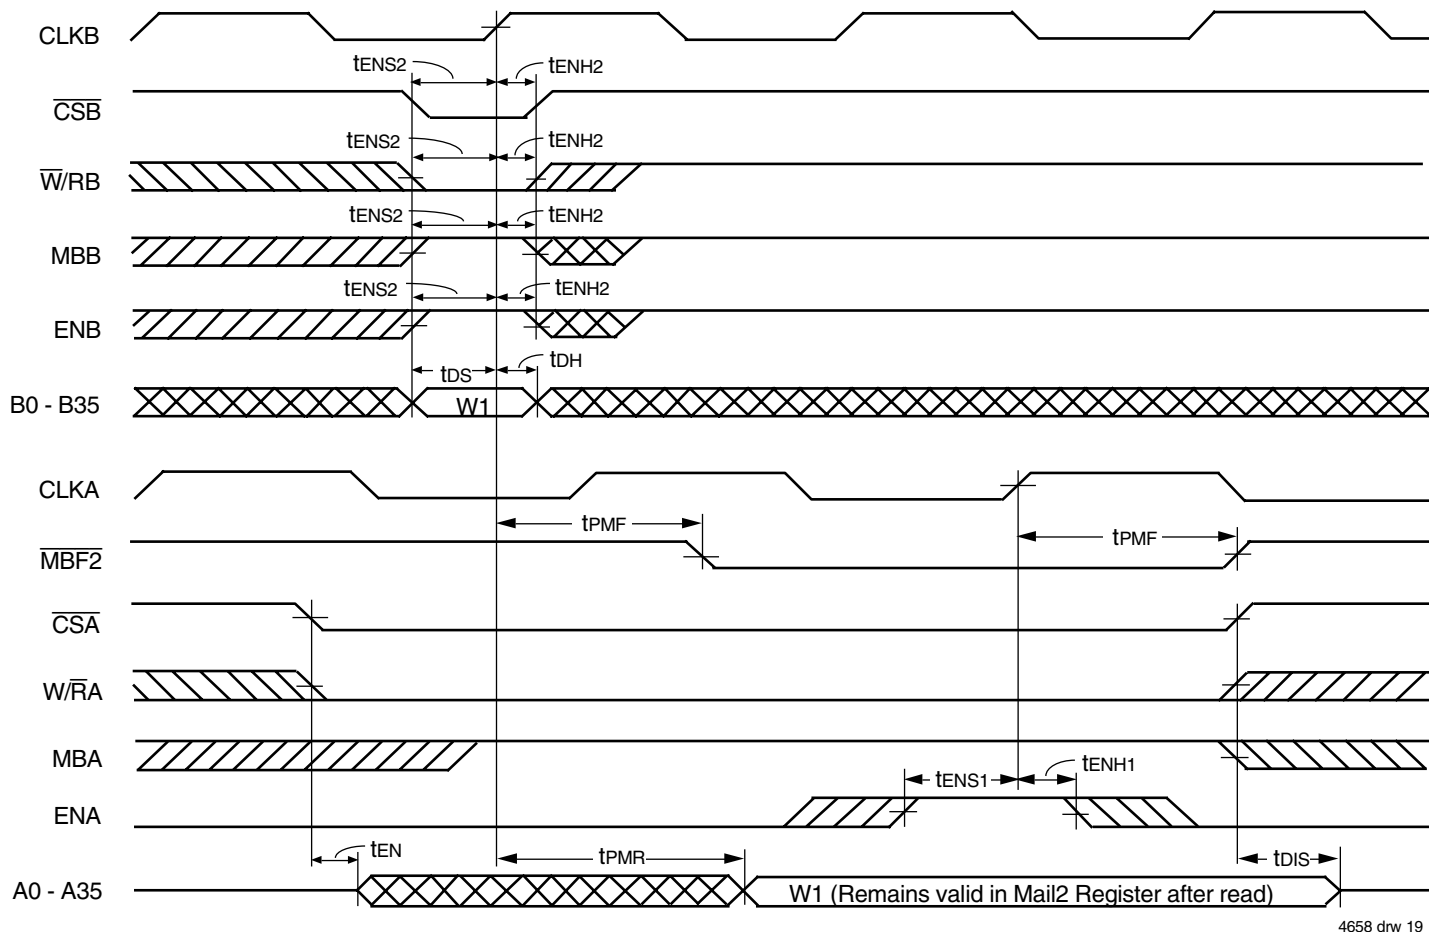 CLKB
tENS2 tENH2
CSB
tENS2 tENH2
W/RB
tENS2 tENH2
MBB
tENS2 tENH2
ENB
tDS tDH
B0 - B35 W1
CLKA
tPMF tPMF
MBF2
CSA
W/RA
MBA
tENS1 tENH1
ENA
tEN tPMR tDIS
A0 - A35 W1 (Remains valid in Mail2 Register after read)
4658 drw 19